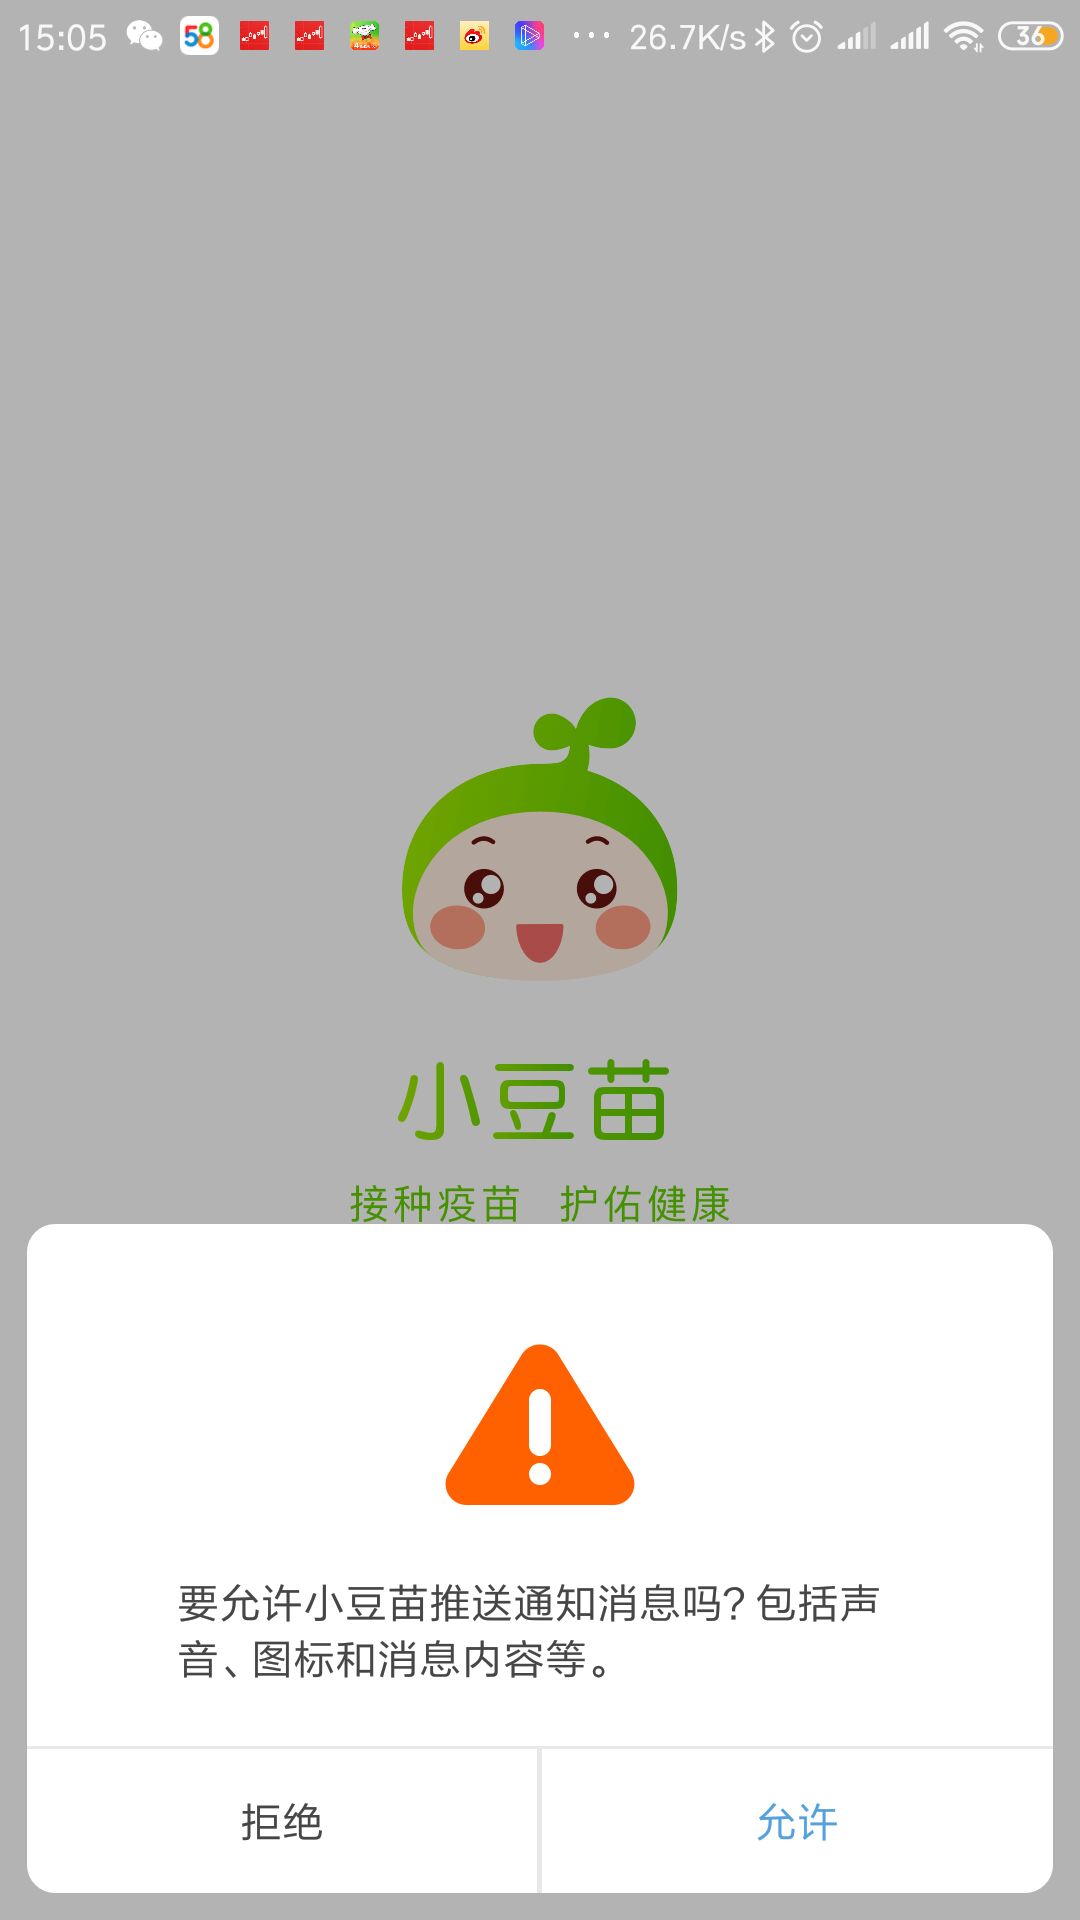 15:05 58 26.7K/s 36
小豆苗
接种疫苗 护佑健康
要允许小豆苗推送通知消息吗?包括声
音、图标和消息内容等。
拒绝 允许